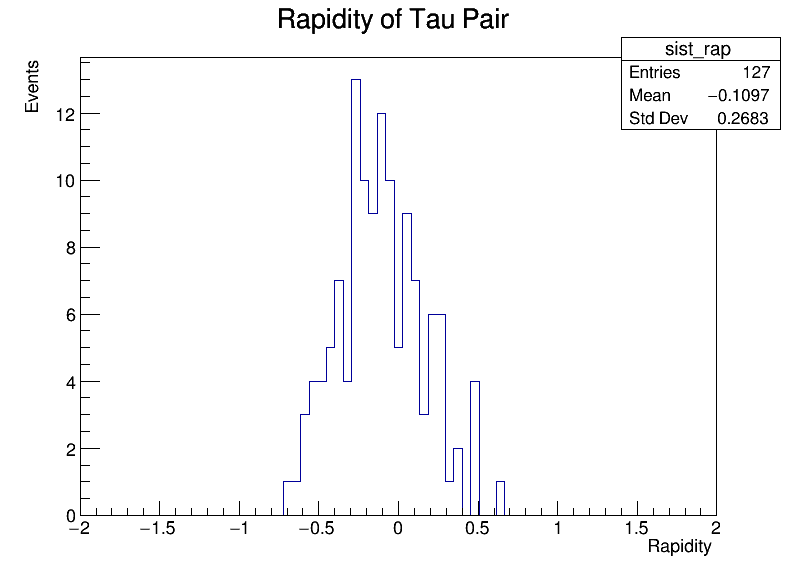 Rapidity of Tau Pair
sist_rap
Entries 127
Mean −0.1097
Std Dev 0.2683
Events
12
10
8
6
4
2
0
−2 −1.5 −1 −0.5 0 0.5 1 1.5 2
Rapidity